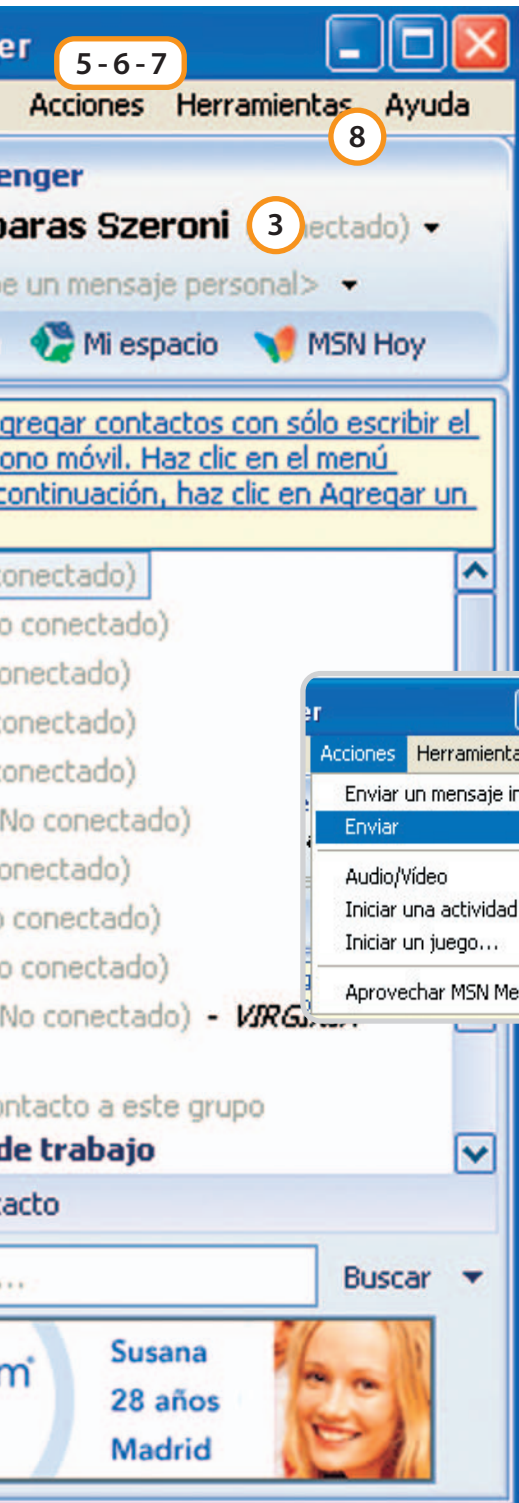 er
5 - 6 - 7
Acciones Herramientas Ayuda
8
enger
paras Szeroni 3 ectado)
e un mensaje personal>
Mi espacio MSN Hoy
gregar contactos con sólo escribir el
ono móvil. Haz clic en el menú
continuación, haz clic en Agregar un
conectado)
o conectado)
onectado)
conectado)
conectado)
No conectado)
onectado)
o conectado)
o conectado)
No conectado) - VIRG
er
Acciones Herramienta
Enviar un mensaje in
Enviar
Audio/Vídeo
Iniciar una actividad
Iniciar un juego...
Aprovechar MSN Me
ontacto a este grupo
de trabajo
tacto
...
Buscar
m
Susana
28 años
Madrid